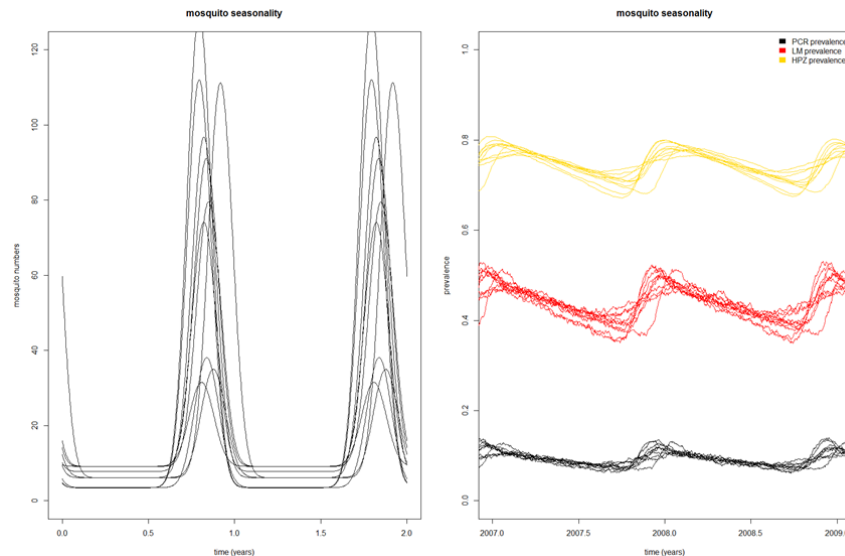 mosquito seasonality
mosquito numbers
120
100
80
60
40
20
0
0.0
0.5
1.0
1.5
2.0
time (years)
mosquito seasonality
PCR prevalence
LM prevalence
HPZ prevalence
prevalence
1.0
0.8
0.6
0.4
0.2
0.0
2007.0
2007.5
2008.0
2008.5
2009.0
time (years)